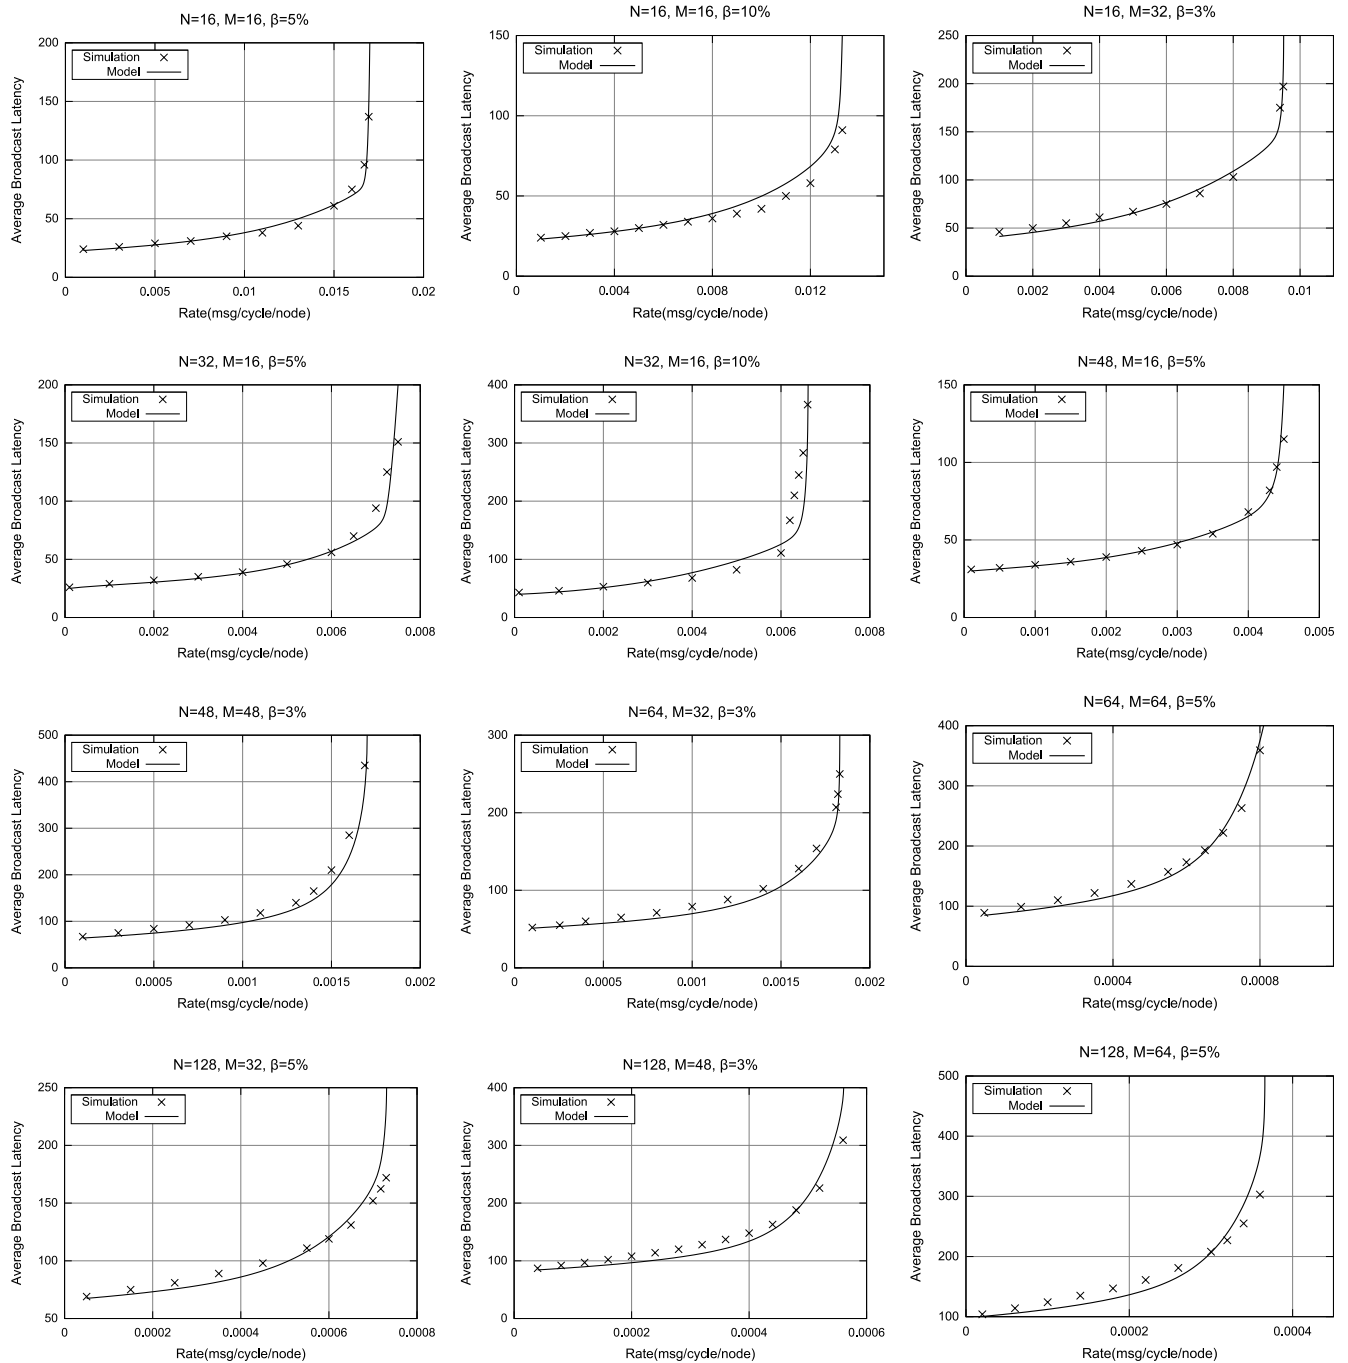 N=16, M=16, β=5%
Average Broadcast Latency
200
150
100
50
0
Simulation
Model
0 0.005 0.01 0.015 0.02
Rate(msg/cycle/node)
N=16, M=16, β=10%
Average Broadcast Latency
150
100
50
0
Simulation
Model
0 0.004 0.008 0.012
Rate(msg/cycle/node)
N=16, M=32, β=3%
Average Broadcast Latency
250
200
150
100
50
0
Simulation
Model
0 0.002 0.004 0.006 0.008 0.01
Rate(msg/cycle/node)
N=32, M=16, β=5%
Average Broadcast Latency
200
150
100
50
0
Simulation
Model
0 0.002 0.004 0.006 0.008
Rate(msg/cycle/node)
N=32, M=16, β=10%
Average Broadcast Latency
400
300
200
100
0
Simulation
Model
0 0.002 0.004 0.006 0.008
Rate(msg/cycle/node)
N=48, M=16, β=5%
Average Broadcast Latency
150
100
50
0
Simulation
Model
0 0.001 0.002 0.003 0.004 0.005
Rate(msg/cycle/node)
N=48, M=48, β=3%
Average Broadcast Latency
500
400
300
200
100
0
Simulation
Model
0 0.0005 0.001 0.0015 0.002
Rate(msg/cycle/node)
N=64, M=32, β=3%
Average Broadcast Latency
300
200
100
0
Simulation
Model
0 0.0005 0.001 0.0015 0.002
Rate(msg/cycle/node)
N=64, M=64, β=5%
Average Broadcast Latency
400
300
200
100
0
Simulation
Model
0 0.0004 0.0008
Rate(msg/cycle/node)
N=128, M=32, β=5%
Average Broadcast Latency
250
200
150
100
50
Simulation
Model
0 0.0002 0.0004 0.0006 0.0008
Rate(msg/cycle/node)
N=128, M=48, β=3%
Average Broadcast Latency
400
300
200
100
0
Simulation
Model
0 0.0002 0.0004 0.0006
Rate(msg/cycle/node)
N=128, M=64, β=5%
Average Broadcast Latency
500
400
300
200
100
Simulation
Model
0 0.0002 0.0004
Rate(msg/cycle/node)